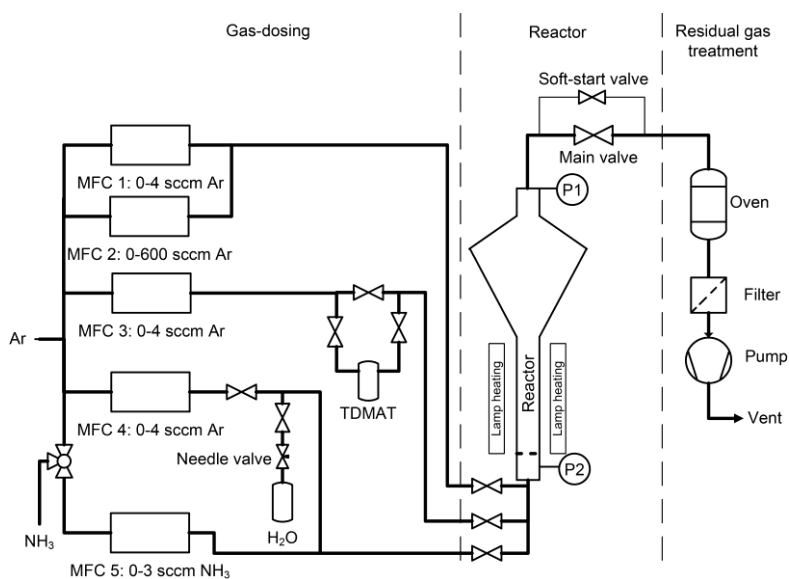 Gas-dosing
Reactor
Residual gas
treatment
Soft-start valve
Main valve
MFC 1: 0-4 sccm Ar
P1
Oven
MFC 2: 0-600 sccm Ar
Filter
MFC 3: 0-4 sccm Ar
Ar
Pump
Lamp heating
Reactor
Lamp heating
TDMAT
Vent
MFC 4: 0-4 sccm Ar
Needle valve
P2
NH₃
H₂O
MFC 5: 0-3 sccm NH₃